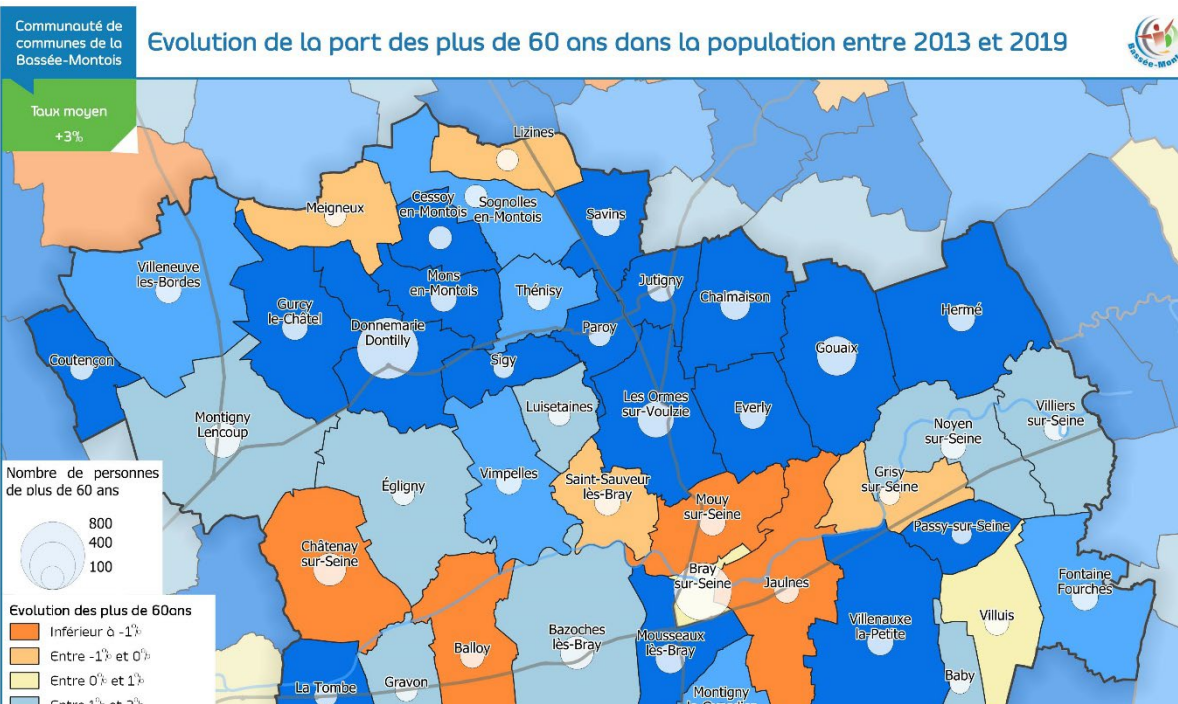 Communauté de
communes de la
Bassée-Montois
Evolution de la part des plus de 60 ans dans la population entre 2013 et 2019
Taux moyen
+3%
Lizines
Meigneux
Cessoy
en-Montois
Sognolles
en-Montois
Savins
Villeneuve
les-Bordes
Mons
en-Montois
Thénisy
Jutigny
Chalmaison
Gurcy
le-Châtel
Donnemarie
Dontilly
Paroy
Hermé
Gouaix
Coutençon
Sigy
Luisetaines
Les Ormes
sur-Voulzie
Everly
Montigny
Lencoup
Noyen
sur-Seine
Villiers
sur-Seine
Nombre de personnes
de plus de 60 ans
800
400
100
Égligny
Vimpelles
Saint-Sauveur
lès-Bray
Grisy
sur-Seine
Mouy
sur-Seine
Passy-sur-Seine
Châtenay
sur-Seine
Bray
sur-Seine
Jaulnes
Fontaine
Fourches
Villenauxe
la-Petite
Villuis
Evolution des plus de 60ans
Inférieur à -1%
Entre -1% et 0%
Entre 0% et 1%
Balloy
Bazoches
lès-Bray
Mousseaux
lès-Bray
La Tombe
Gravon
Montigny
Baby